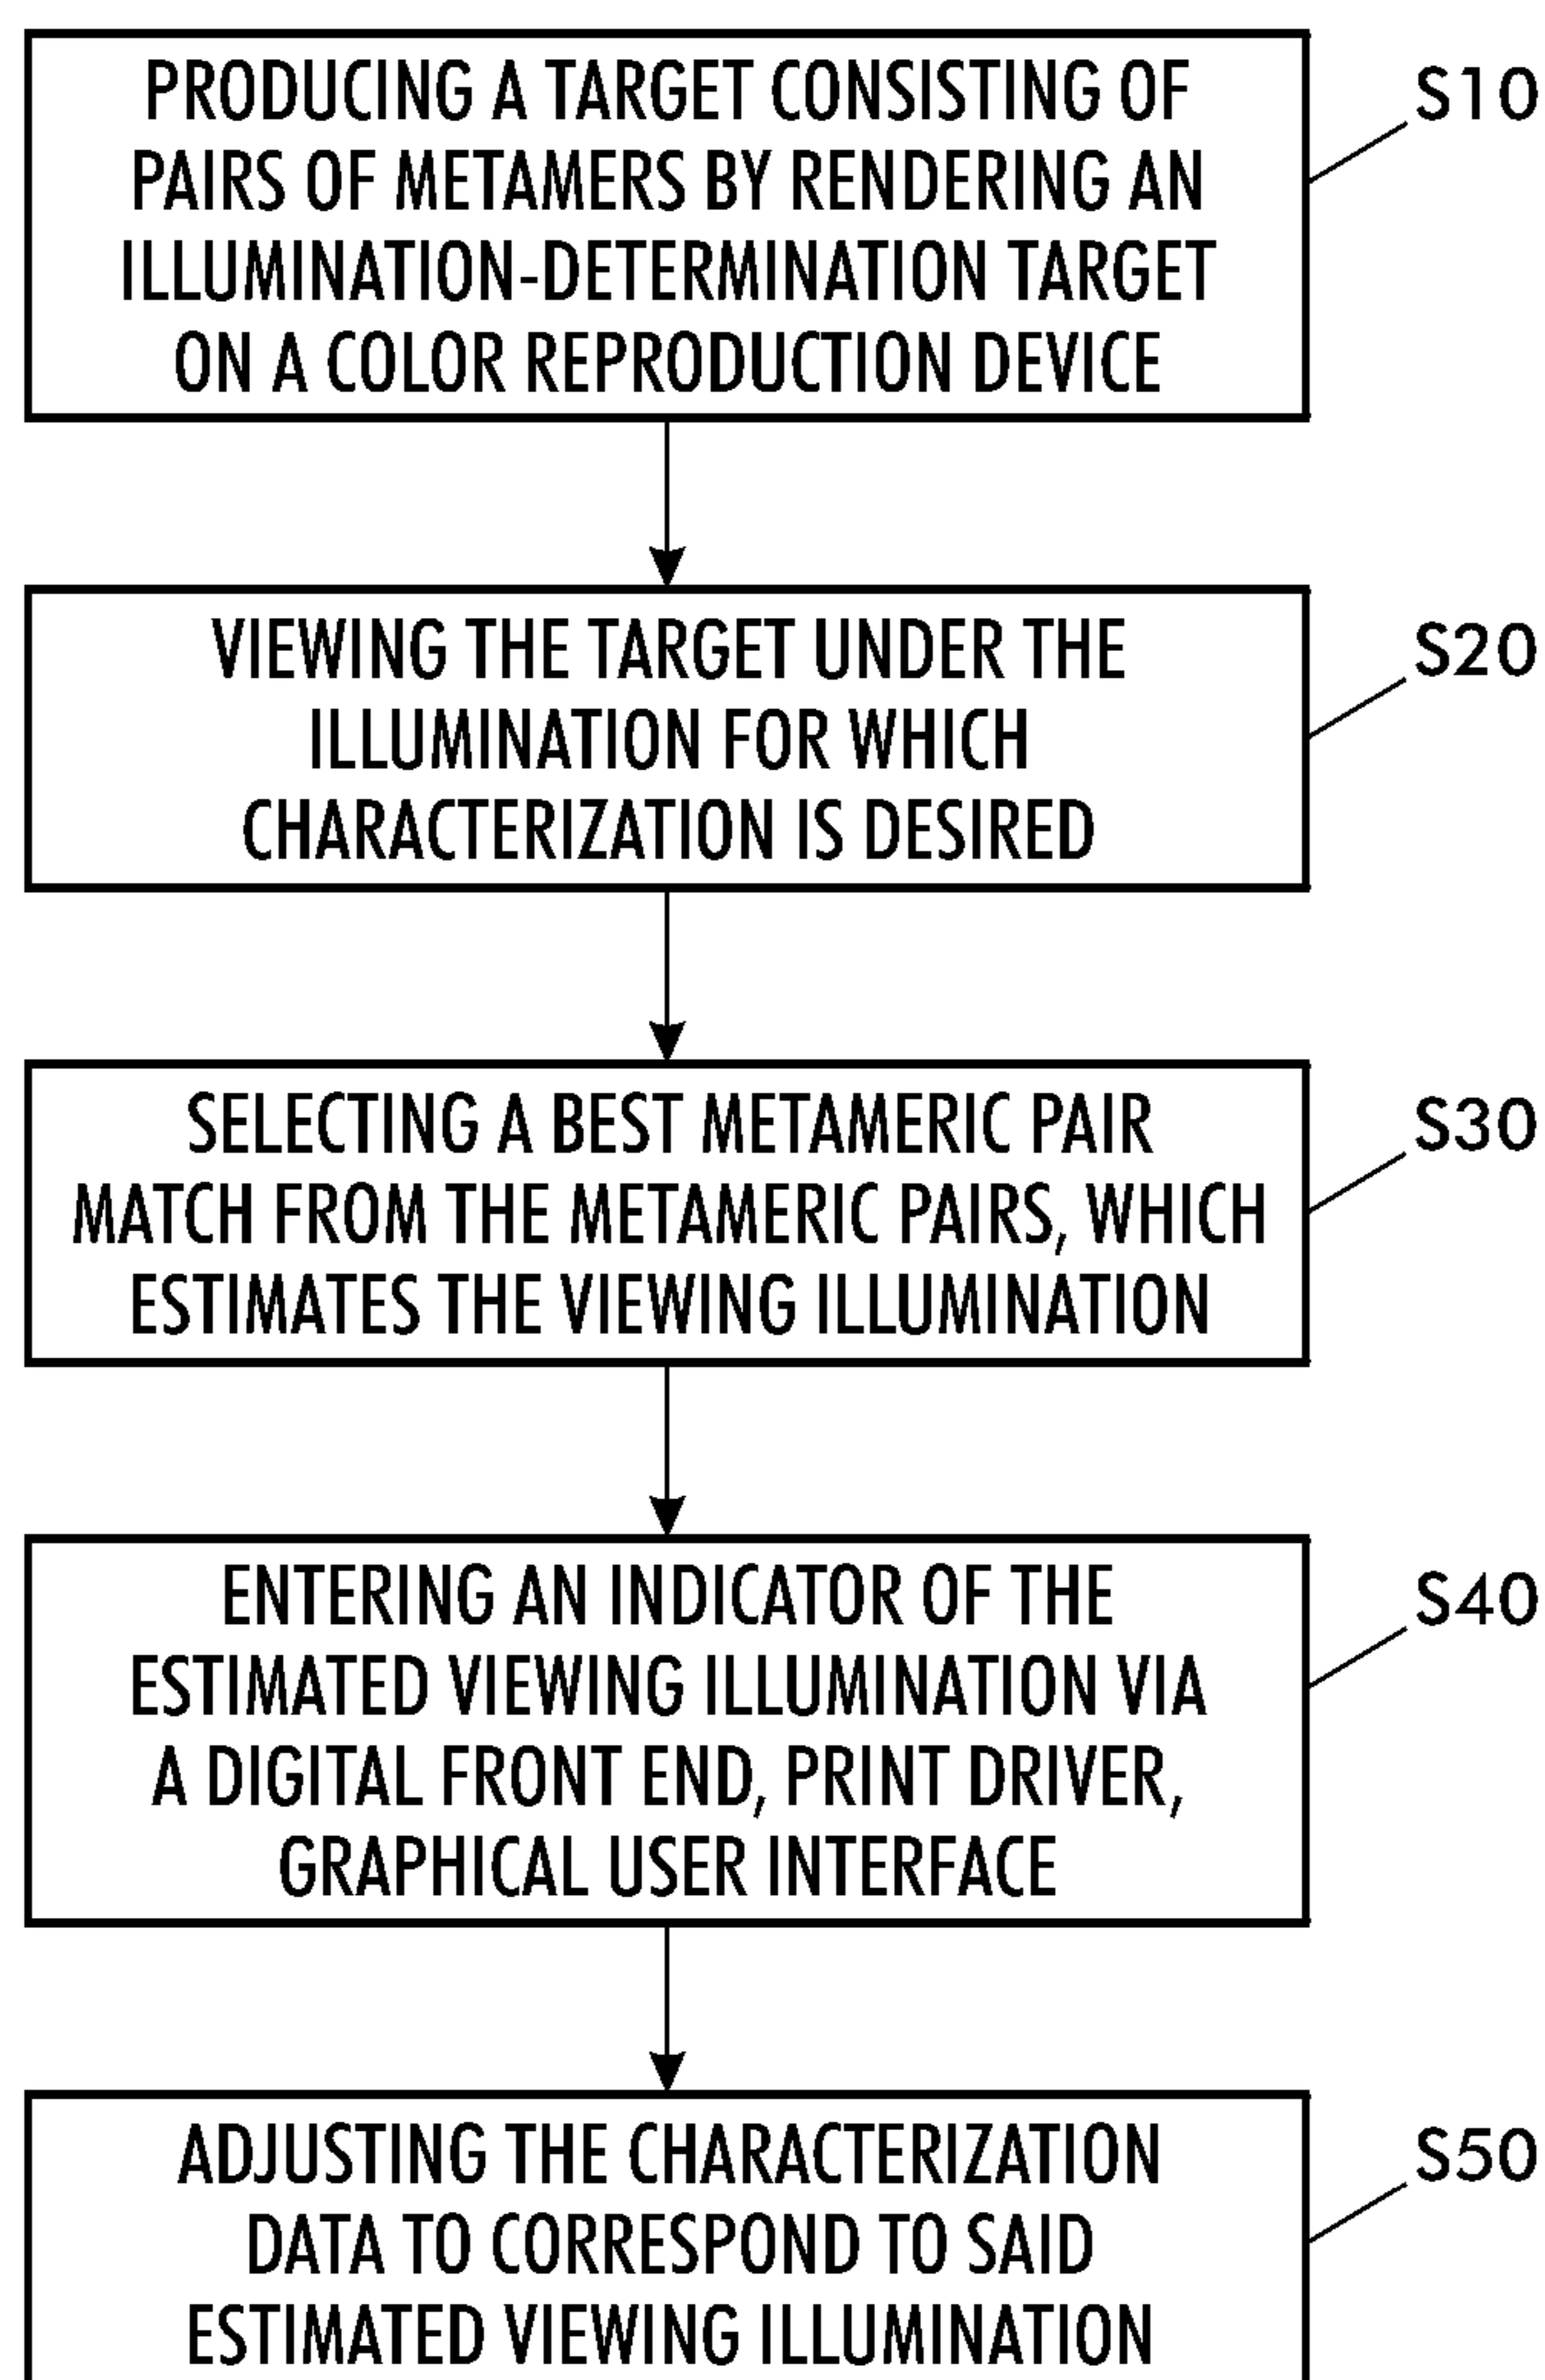 PRODUCING A TARGET CONSISTING OF
PAIRS OF METAMERS BY RENDERING AN
ILLUMINATION-DETERMINATION TARGET
ON A COLOR REPRODUCTION DEVICE
S10
VIEWING THE TARGET UNDER THE
ILLUMINATION FOR WHICH
CHARACTERIZATION IS DESIRED
S20
SELECTING A BEST METAMERIC PAIR
MATCH FROM THE METAMERIC PAIRS, WHICH
ESTIMATES THE VIEWING ILLUMINATION
S30
ENTERING AN INDICATOR OF THE
ESTIMATED VIEWING ILLUMINATION VIA
A DIGITAL FRONT END, PRINT DRIVER,
GRAPHICAL USER INTERFACE
S40
ADJUSTING THE CHARACTERIZATION
DATA TO CORRESPOND TO SAID
ESTIMATED VIEWING ILLUMINATION
S50